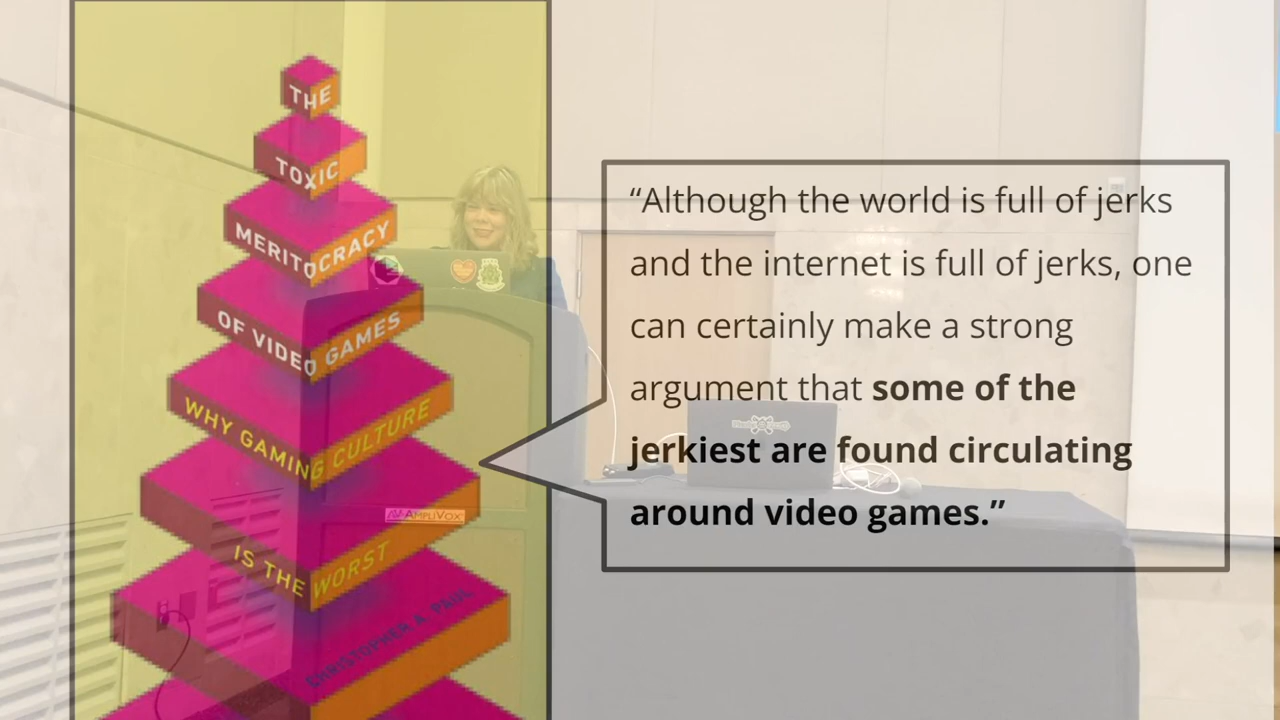 THE
TOXIC
MERITOCRACY
OF VIDEO GAMES
WHY GAMING CULTURE
IS THE WORST
CHRISTOPHER A. PAUL
AMPLIVOX
“Although the world is full of jerks
and the internet is full of jerks, one
can certainly make a strong
argument that some of the
jerkiest are found circulating
around video games.”